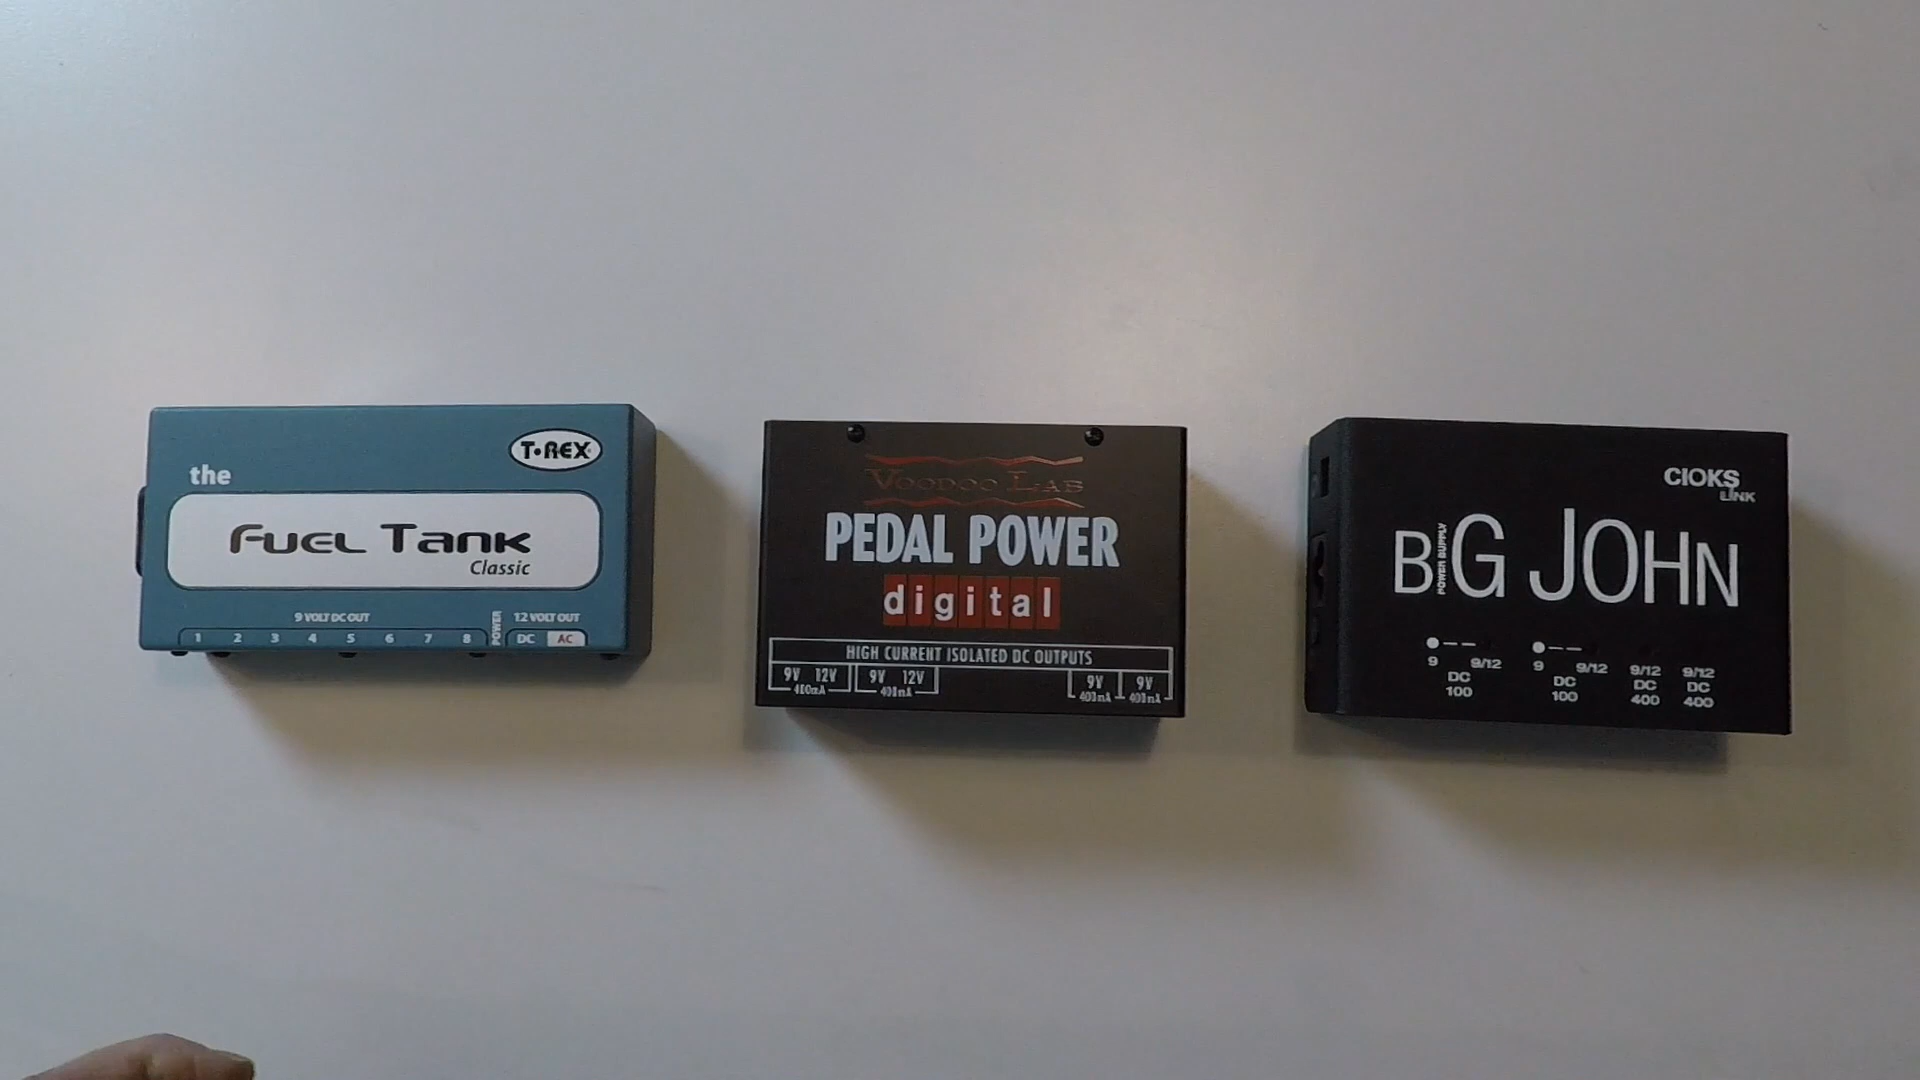 the
T•REX
Fuel Tank
Classic
9 VOLT DC OUT
POWER
12 VOLT OUT
1 2 3 4 5 6 7 8
DC AC
VOODOO LAB
PEDAL POWER
digital
HIGH CURRENT ISOLATED DC OUTPUTS
9V 12V 9V 12V 9V 9V
400mA 400mA 400mA 400mA
CIOKS
LINK
BIG JOHN
POWER SUPPLY
9 9/12 9 9/12 9/12 9/12
DC DC DC DC
100 100 400 400